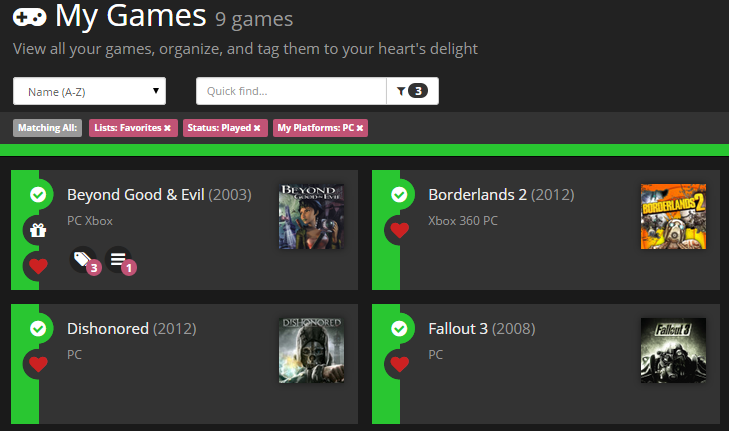 My Games 9 games
View all your games, organize, and tag them to your heart's delight
Name (A-Z)
Quick find...
3
Matching All:
Lists: Favorites ✖
Status: Played ✖
My Platforms: PC ✖
Beyond Good & Evil (2003)
PC Xbox
3
1
BEYOND
GOOD & EVIL
Borderlands 2 (2012)
Xbox 360 PC
BORDERLANDS 2
Dishonored (2012)
PC
DISHONORED
Fallout 3 (2008)
PC
Fallout 3